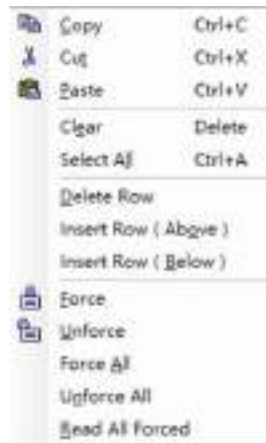 Copy Ctrl+C
Cut Ctrl+X
Paste Ctrl+V
Clear Delete
Select All Ctrl+A
Delete Row
Insert Row ( Above )
Insert Row ( Below )
Force
Unforce
Force All
Unforce All
Read All Forced